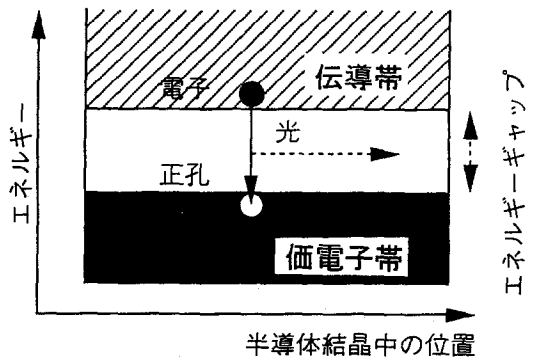 エネルギー
電子
伝導帯
光
正孔
価電子帯
エネルギーギャップ
半導体結晶中の位置